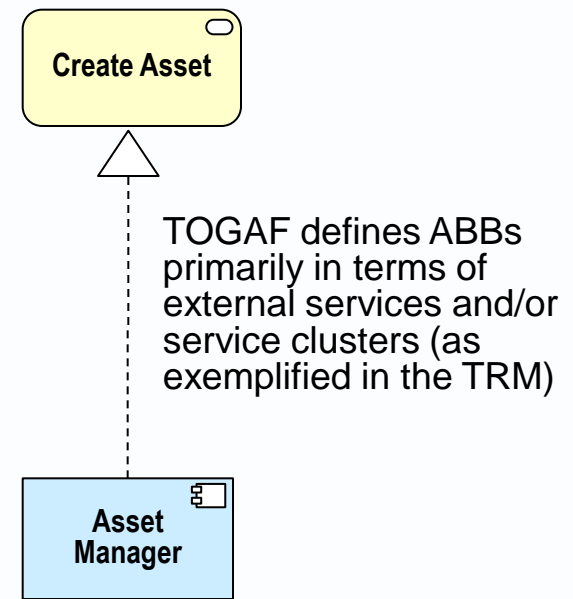 Create Asset
TOGAF defines ABBs
primarily in terms of
external services and/or
service clusters (as
exemplified in the TRM)
Asset
Manager